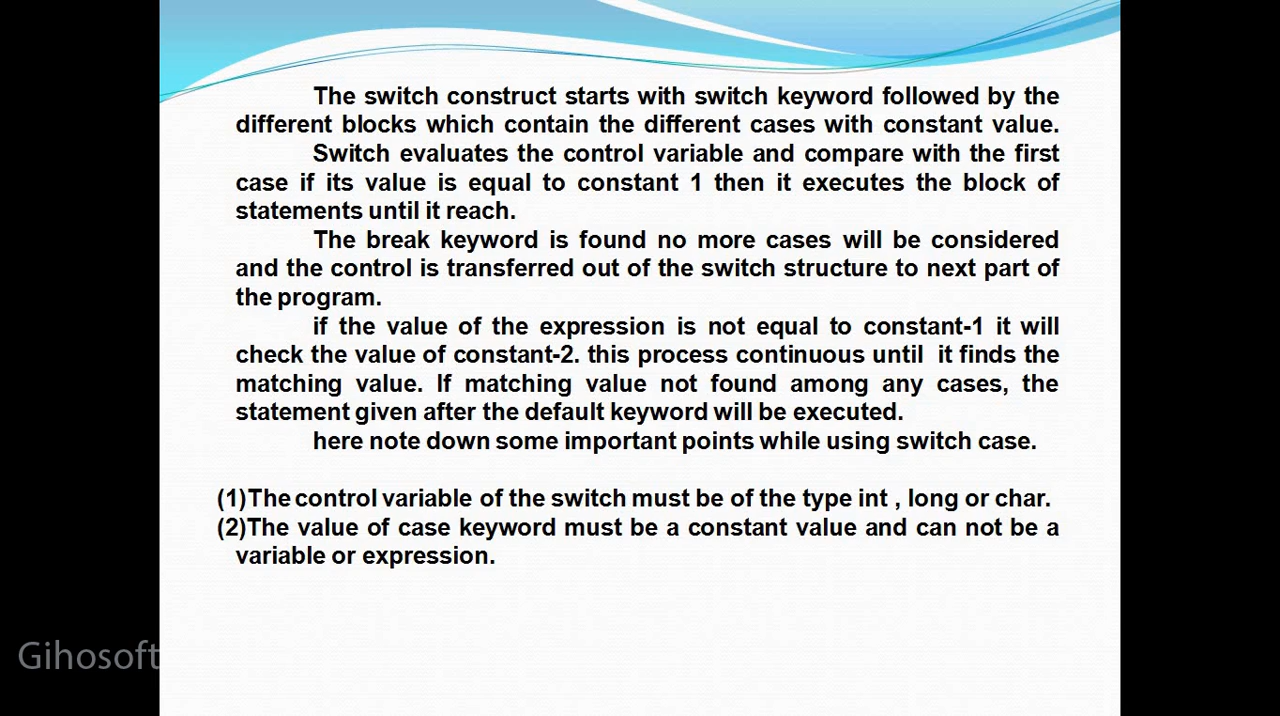 The switch construct starts with switch keyword followed by the
different blocks which contain the different cases with constant value.
Switch evaluates the control variable and compare with the first
case if its value is equal to constant 1 then it executes the block of
statements until it reach.
The break keyword is found no more cases will be considered
and the control is transferred out of the switch structure to next part of
the program.
if the value of the expression is not equal to constant-1 it will
check the value of constant-2. this process continuous until it finds the
matching value. If matching value not found among any cases, the
statement given after the default keyword will be executed.
here note down some important points while using switch case.
(1)The control variable of the switch must be of the type int , long or char.
(2)The value of case keyword must be a constant value and can not be a
variable or expression.
Gihosoft